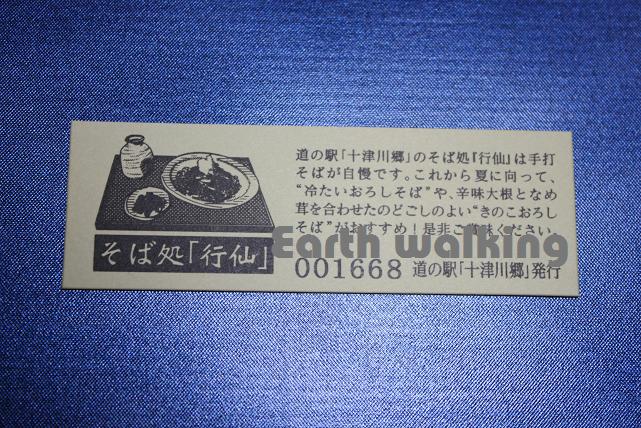 道の駅「十津川郷」のそば処『行仙』は手打
そばが自慢です。これから夏に向って、
“冷たいおろしそば”や、辛味大根となめ
茸を合わせたのどごしのよい“きのこおろし
そば”がおすすめ！是非ご賞味ください。
そば処「行仙」
001668 道の駅「十津川郷」発行
Earth walking